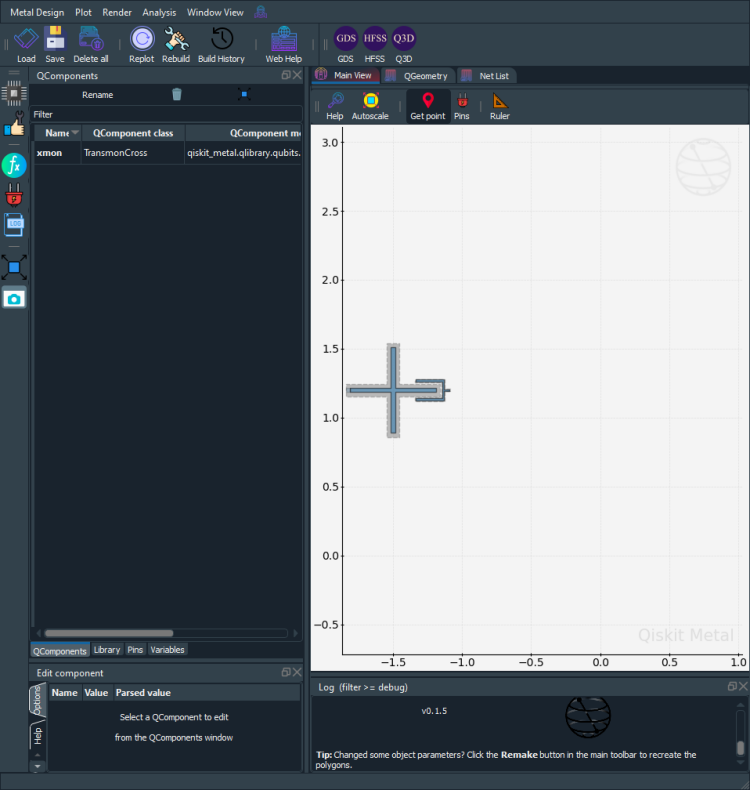 Metal Design Plot Render Analysis Window View
GDS HFSS Q3D
Load Save Delete all Replot Rebuild Build History Web Help GDS HFSS Q3D
QComponents
Main View QGeometry Net List
Rename
Help Autoscale Get point Pins Ruler
Filter
Name QComponent class QComponent mo
xmon TransmonCross qiskit_metal.qlibrary.qubits.
3.0
2.5
2.0
1.5
1.0
0.5
0.0
−0.5
−1.5 −1.0 −0.5 0.0 0.5 1.0
Qiskit Metal
QComponents Library Pins Variables
Edit component
Options
Help
Name Value Parsed value
Select a QComponent to edit
from the QComponents window
Log (filter >= debug)
v0.1.5
Tip: Changed some object parameters? Click the Remake button in the main toolbar to recreate the
polygons.